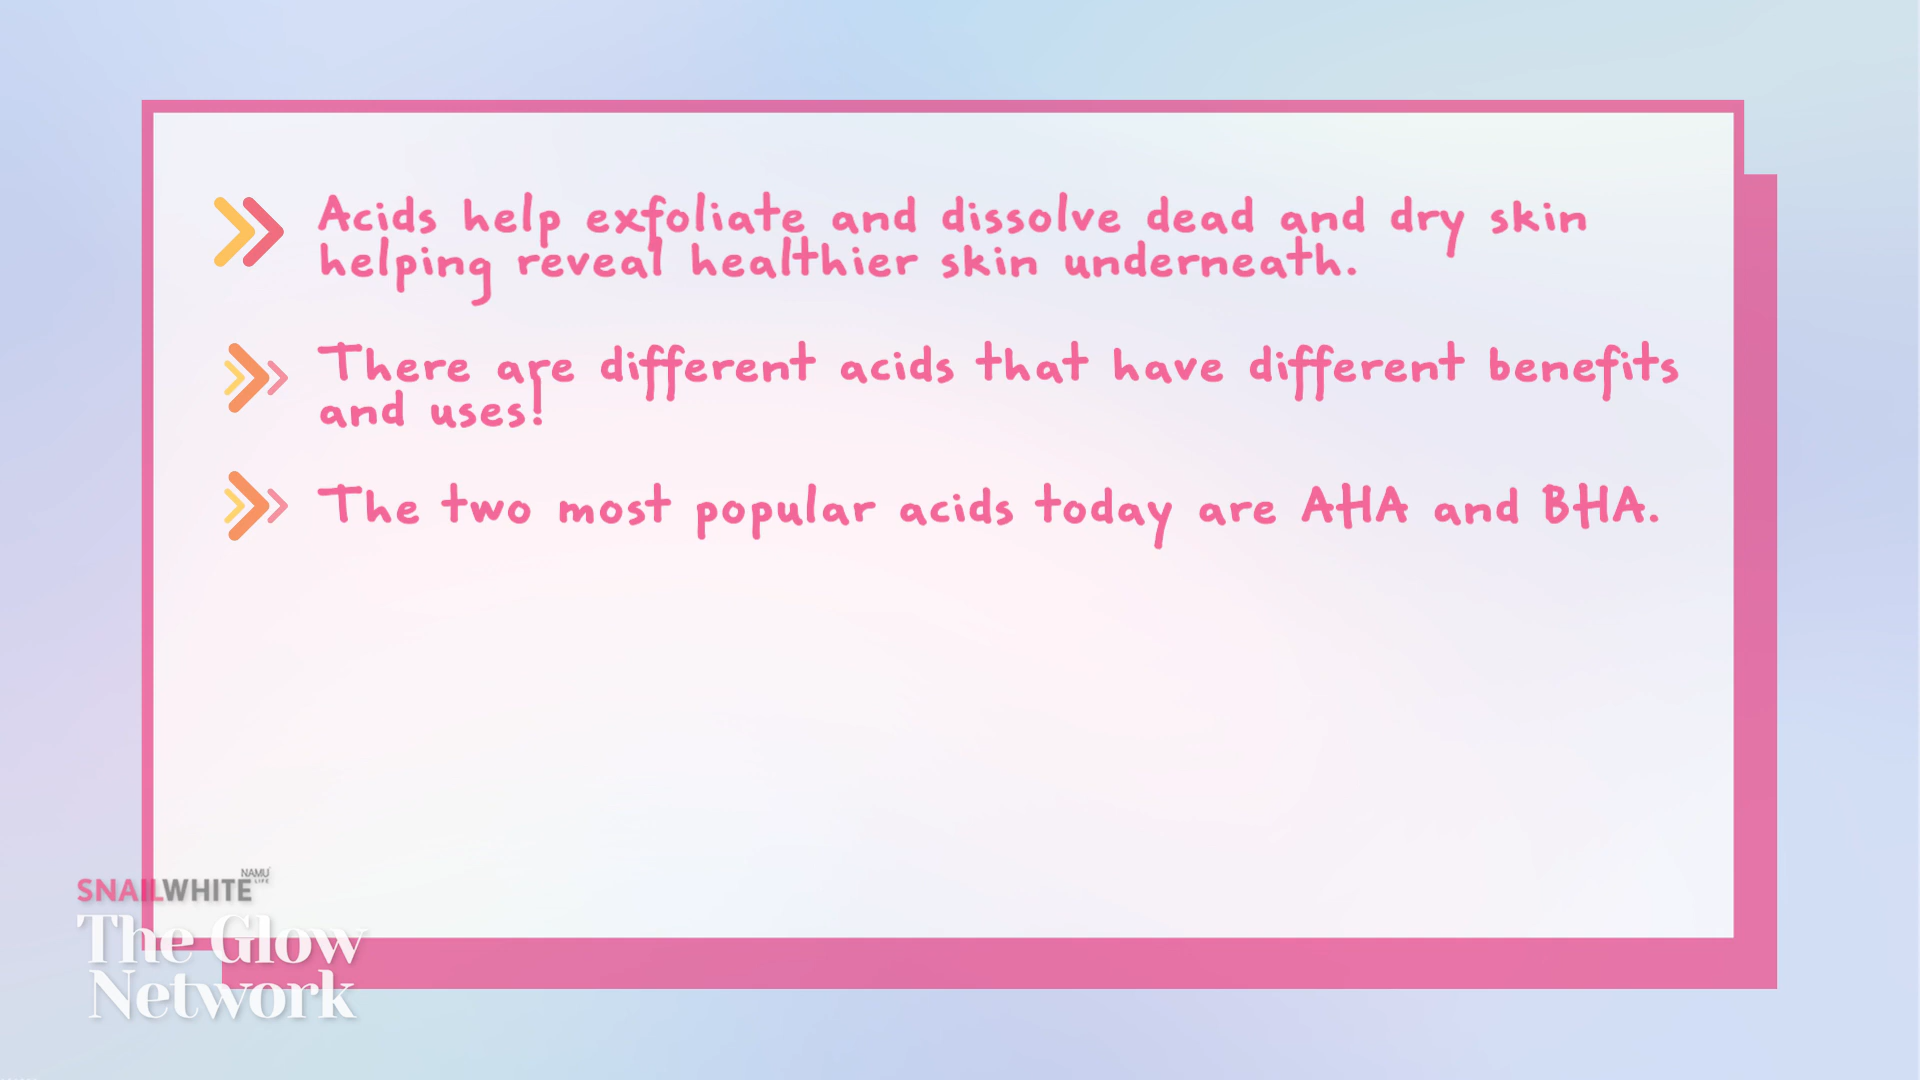 Acids help exfoliate and dissolve dead and dry skin
helping reveal healthier skin underneath.
There are different acids that have different benefits
and uses!
The two most popular acids today are AHA and BHA.
NAMU
LIFE
SNAILWHITE
The Glow
Network